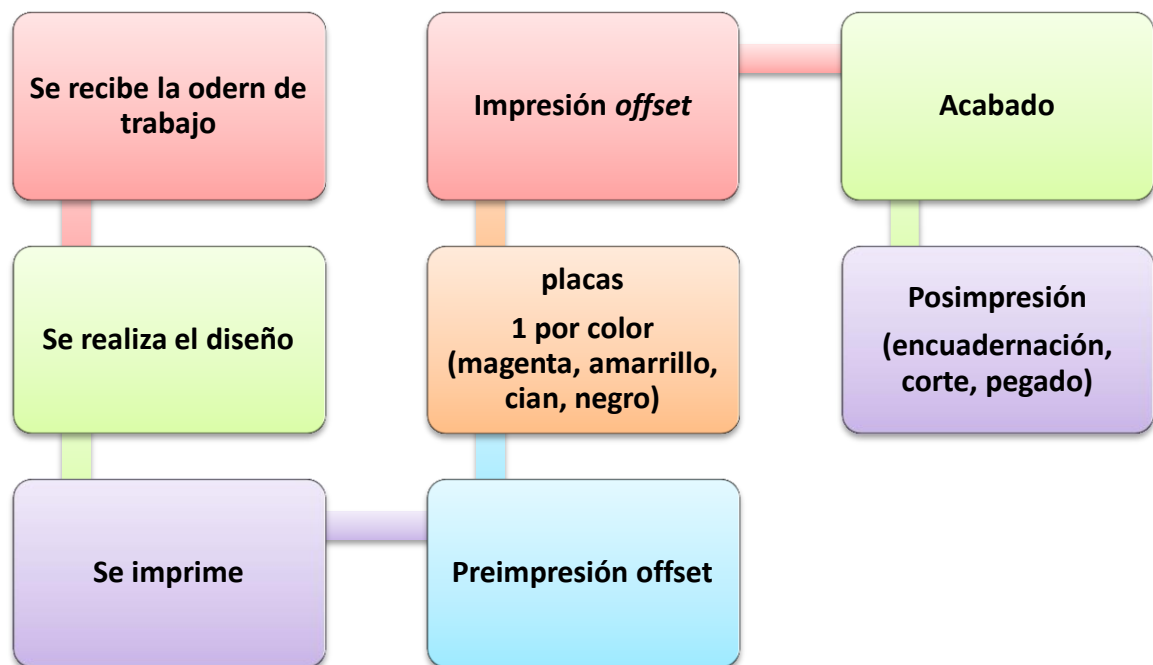 Se recibe la odern de
trabajo
Se realiza el diseño
Se imprime
Preimpresión offset
placas
1 por color
(magenta, amarrillo,
cian, negro)
Impresión offset
Acabado
Posimpresión
(encuadernación,
corte, pegado)